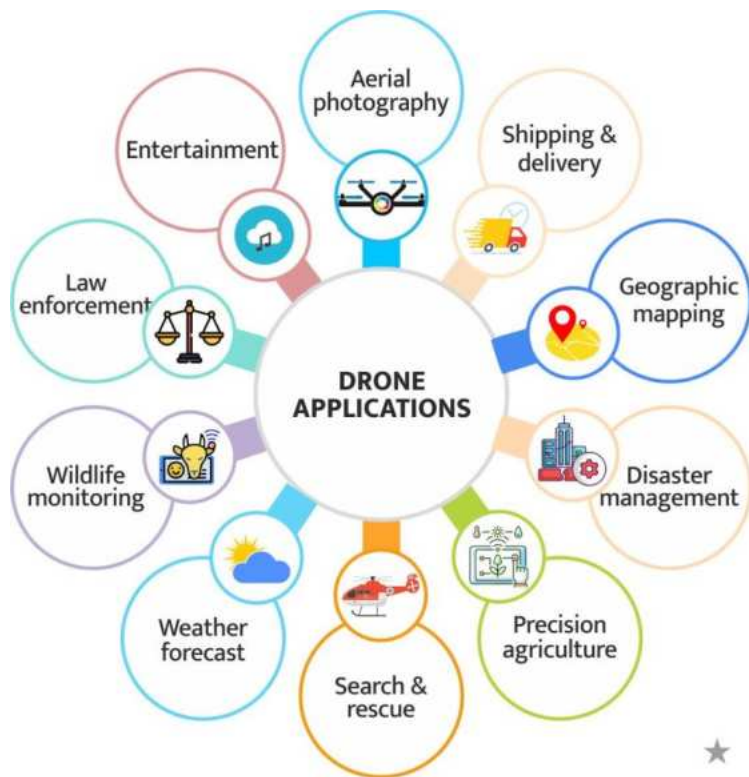 Aerial
photography
Shipping &
delivery
Geographic
mapping
Disaster
management
Precision
agriculture
Search &
rescue
Weather
forecast
Wildlife
monitoring
Law
enforcement
Entertainment
DRONE
APPLICATIONS